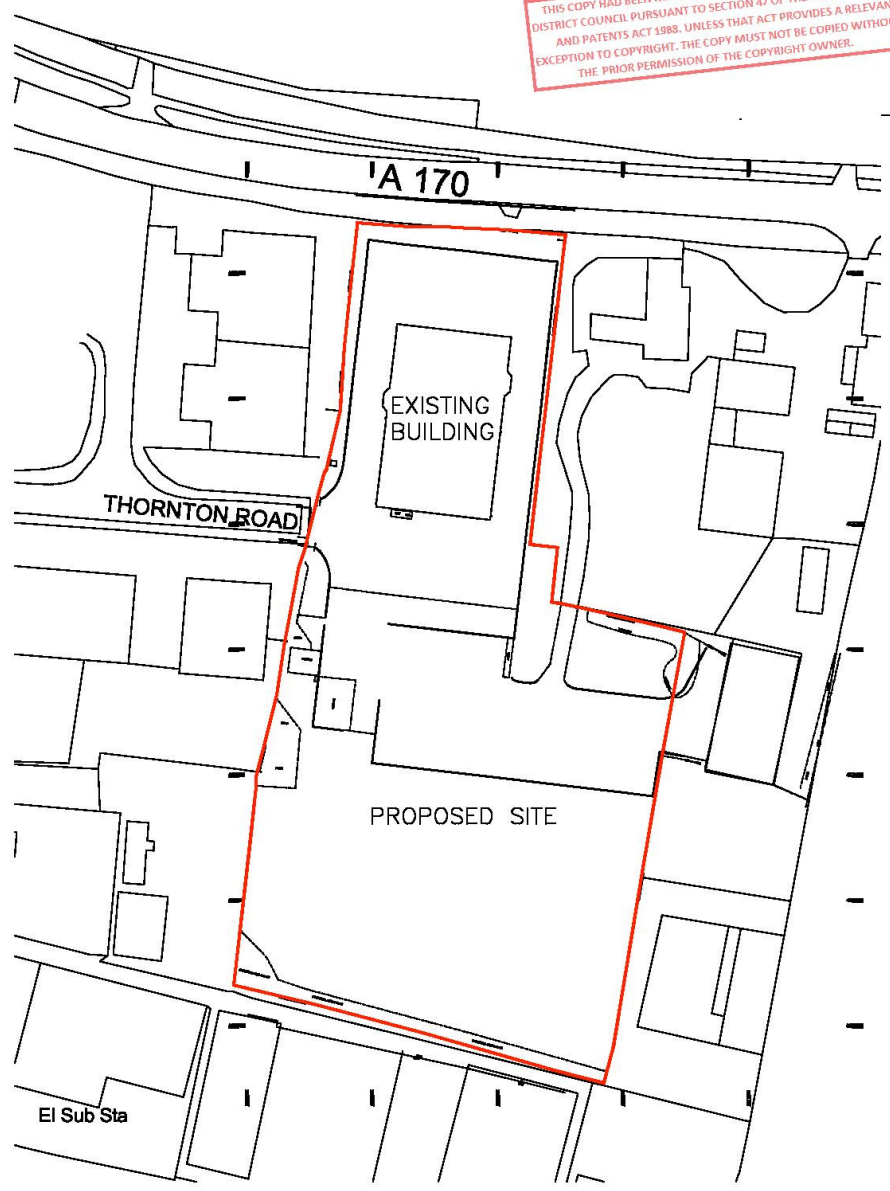 THIS COPY HAD BEEN
DISTRICT COUNCIL PURSUANT TO SECTION 47 OF THE
AND PATENTS ACT 1988. UNLESS THAT ACT PROVIDES A RELEVANT
EXCEPTION TO COPYRIGHT. THE COPY MUST NOT BE COPIED WITHOUT
THE PRIOR PERMISSION OF THE COPYRIGHT OWNER.
A 170
EXISTING
BUILDING
THORNTON ROAD
PROPOSED SITE
El Sub Sta